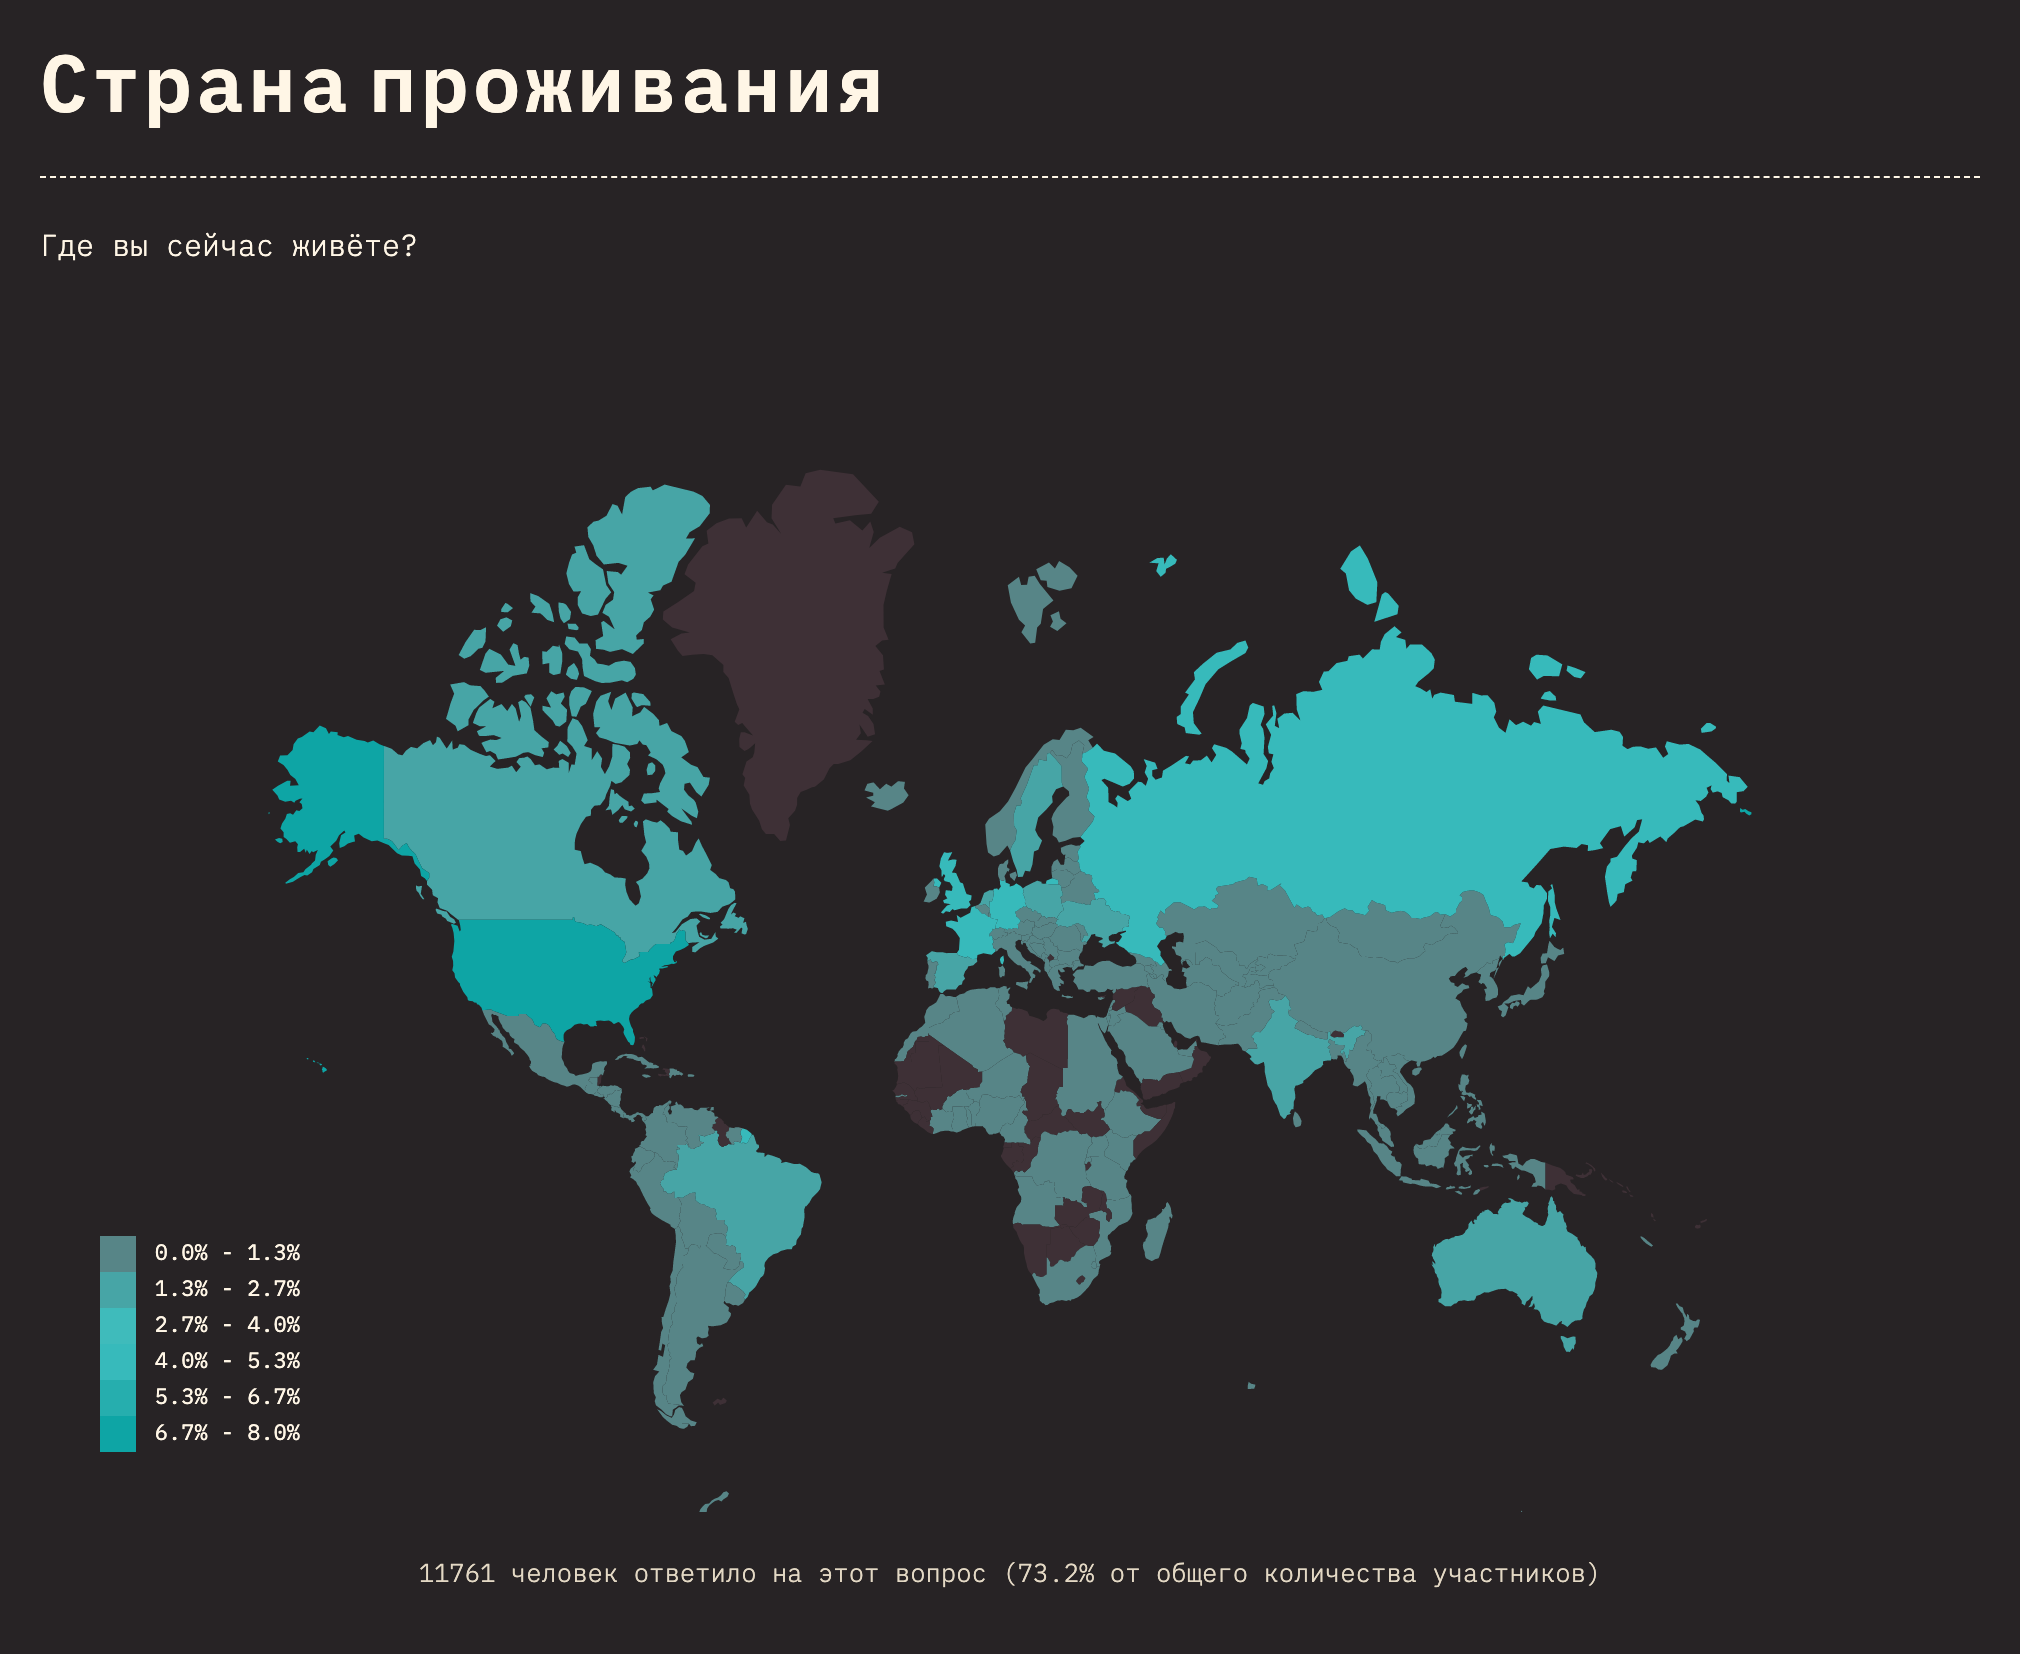 Страна проживания
Где вы сейчас живёте?
0.0% - 1.3%
1.3% - 2.7%
2.7% - 4.0%
4.0% - 5.3%
5.3% - 6.7%
6.7% - 8.0%
11761 человек ответило на этот вопрос (73.2% от общего количества участников)